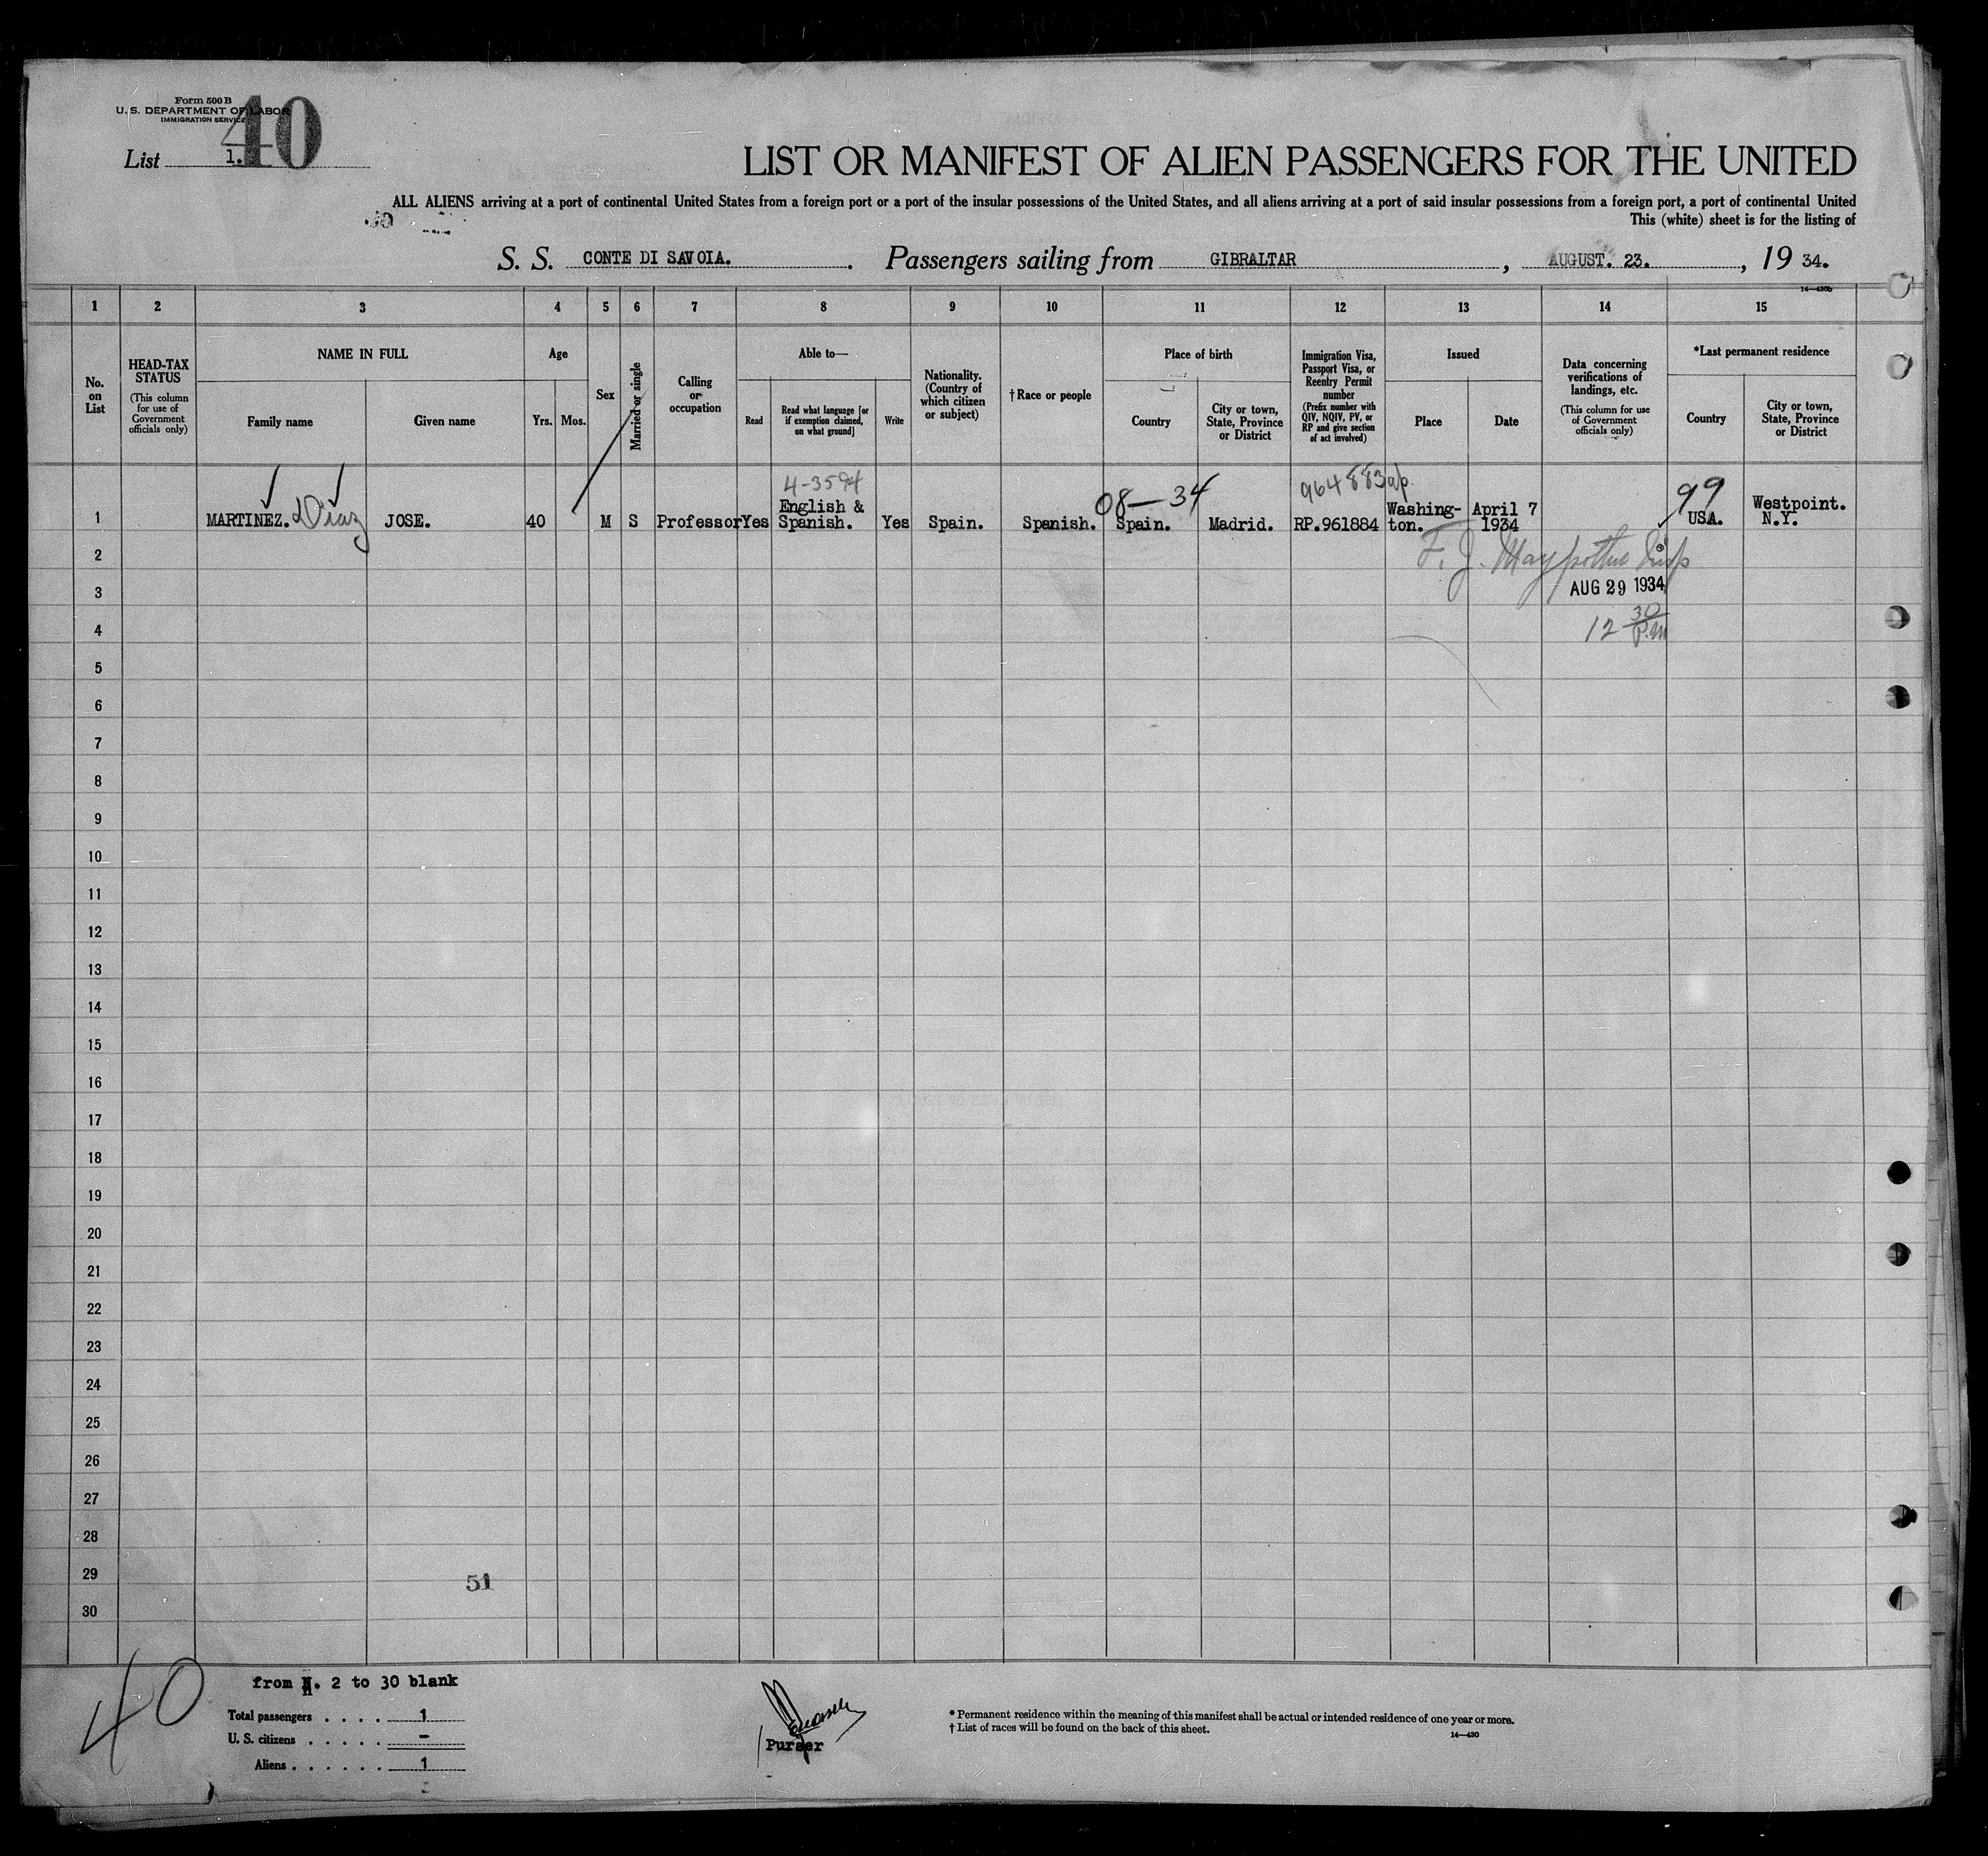 Form 500 B
U. S. DEPARTMENT OF LABOR
IMMIGRATION SERVICE
40
List 1.
LIST OR MANIFEST OF ALIEN PASSENGERS FOR THE UNITED
ALL ALIENS arriving at a port of continental United States from a foreign port or a port of the insular possessions of the United States, and all aliens arriving at a port of said insular possessions from a foreign port, a port of continental United
This (white) sheet is for the listing of
S. S. CONTE DI SAVOIA. Passengers sailing from GIBRALTAR, AUGUST. 23., 19 34.
14—430b
1 2 3 4 5 6 7 8 9 10 11 12 13 14 15
No. on List
HEAD-TAX STATUS
(This column for use of Government officials only)
NAME IN FULL
Family name
Given name
Age
Yrs.
Mos.
Sex
Married or single
Calling or occupation
Able to—
Read
Read what language [or if exemption claimed, on what ground]
Write
Nationality. (Country of which citizen or subject)
†Race or people
Place of birth
Country
City or town, State, Province or District
Immigration Visa, Passport Visa, or Reentry Permit number
(Prefix number with QIV, NQIV, PV, or RP and give section of act involved)
Issued
Place
Date
Data concerning verifications of landings, etc.
(This column for use of Government officials only)
*Last permanent residence
Country
City or town, State, Province or District
4-3594
08—34
964883
99
1 MARTINEZ. Diaz JOSE. 40 M S Professor Yes English & Spanish. Yes Spain. Spanish. Spain. Madrid. RP.961884 Washington. April 7 1934 USA. Westpoint. N.Y.
2
F. J.
3
AUG 29 1934
4
12 30 P.M
5
6
7
8
9
10
11
12
13
14
15
16
17
18
19
20
21
22
23
24
25
26
27
28
29
51
30
40
from N. 2 to 30 blank
Total passengers . . . . 1
U. S. citizens . . . . . -
Aliens . . . . . . 1
Purser
* Permanent residence within the meaning of this manifest shall be actual or intended residence of one year or more.
† List of races will be found on the back of this sheet.
14—430